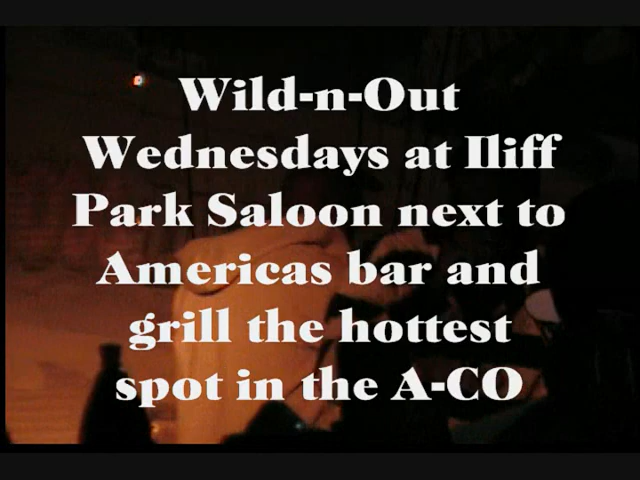 Wild-n-Out
Wednesdays at Iliff
Park Saloon next to
Americas bar and
grill the hottest
spot in the A-CO